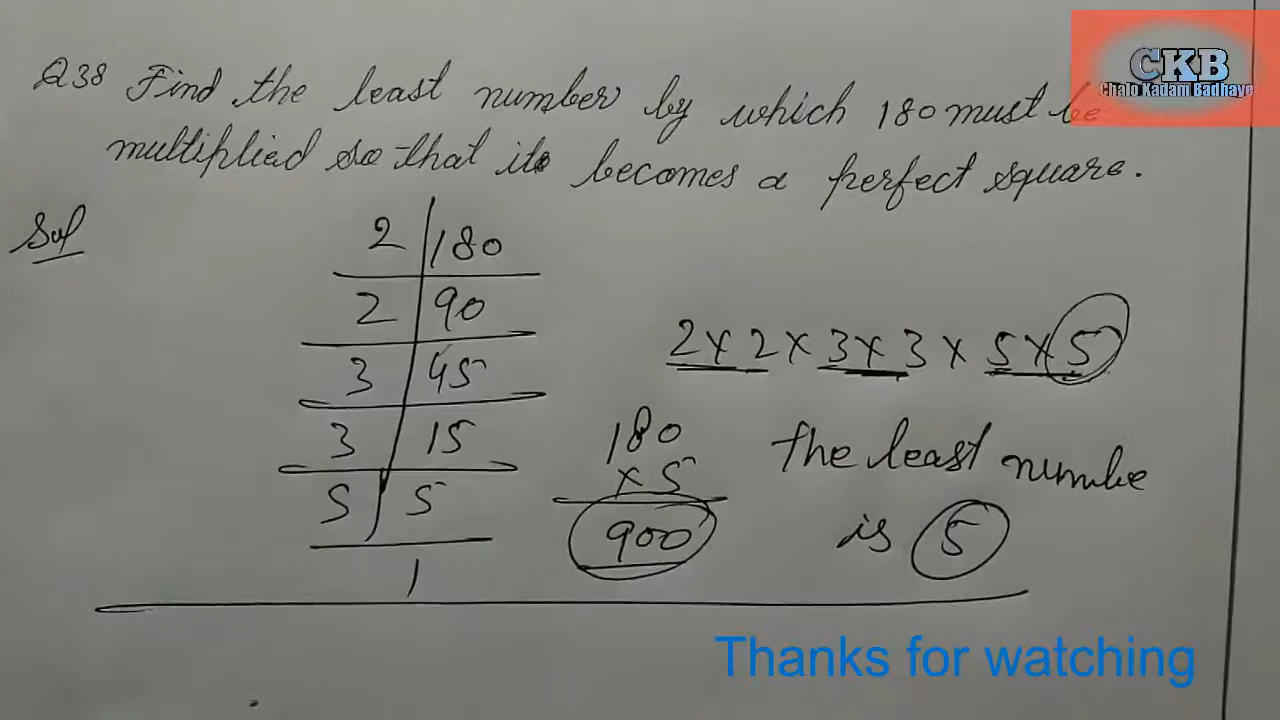 CKB
Chalo Kadam Badhaye
Q38 Find the least number by which 180 must be
multiplied so that it becomes a perfect square.
Sol
2 | 180
2 | 90
3 | 45
3 | 15
5 | 5
1
2 x 2 x 3 x 3 x 5 x 5
180
x 5
900
The least numbe
is 5
Thanks for watching